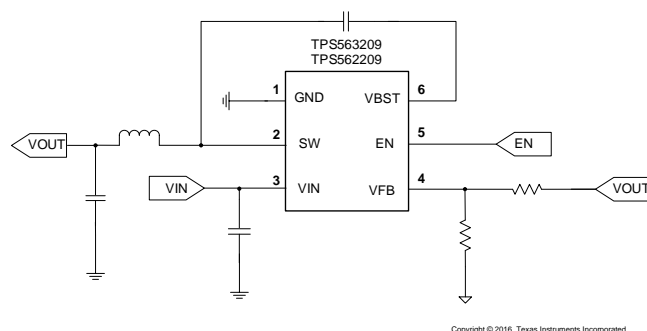 TPS563209
TPS562209
1
GND
VBST
6
2
SW
EN
5
EN
VOUT
3
VIN
VIN
VFB
4
VOUT
Copyright © 2016, Texas Instruments Incorporated